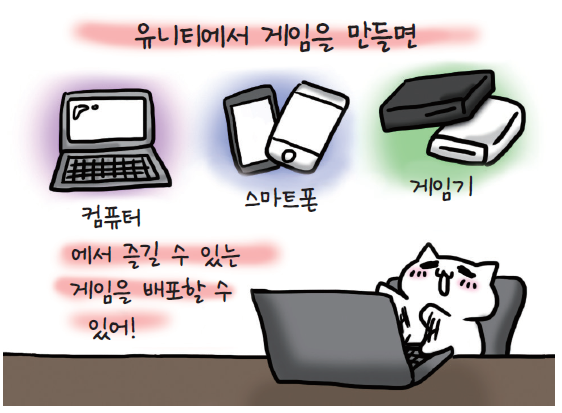 유니티에서 게임을 만들면
컴퓨터
스마트폰
게임기
에서 즐길 수 있는
게임을 배포할 수
있어!